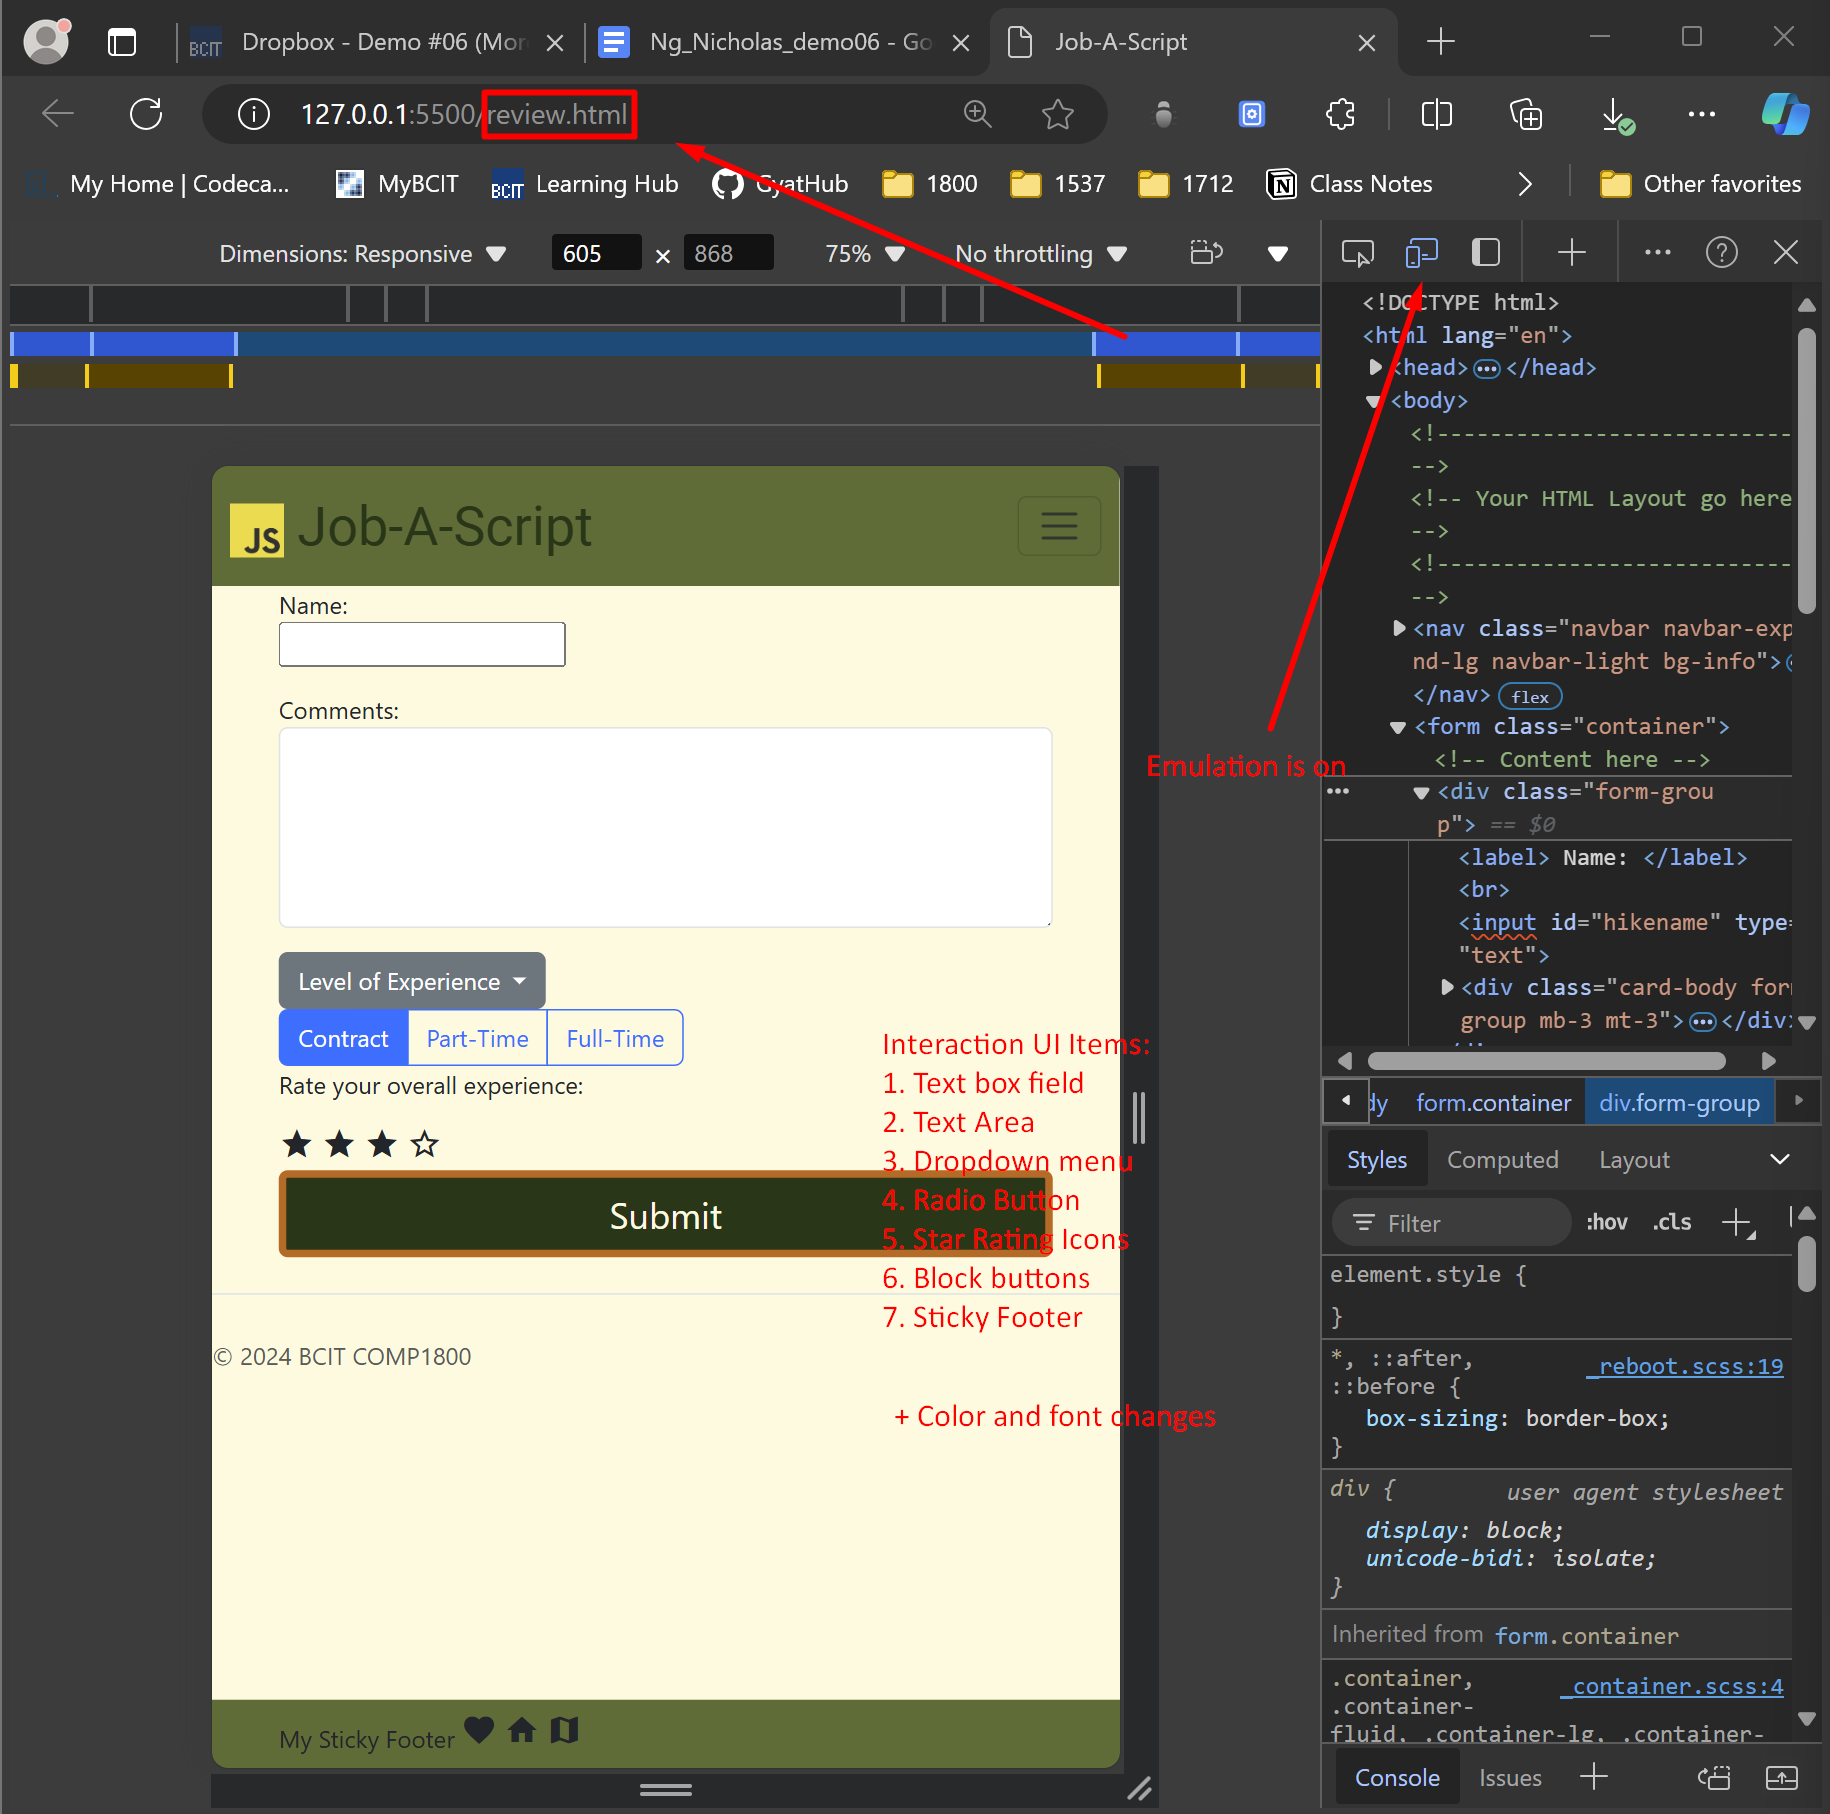 Dropbox - Demo #06 (Mor
Ng_Nicholas_demo06 - Go
Job-A-Script
127.0.0.1:5500/review.html
My Home | Codeca...
MyBCIT
BCIT
Learning Hub
GyatHub
1800
1537
1712
Class Notes
Other favorites
Dimensions: Responsive
605
×
868
75%
No throttling
JS Job-A-Script
Name:
Comments:
Level of Experience
Contract
Part-Time
Full-Time
Rate your overall experience:
Submit
© 2024 BCIT COMP1800
My Sticky Footer
Emulation is on
Interaction UI Items:
1. Text box field
2. Text Area
3. Dropdown menu
4. Radio Button
5. Star Rating Icons
6. Block buttons
7. Sticky Footer
+ Color and font changes
<!DOCTYPE html>
<html lang="en">
<head>•••</head>
<body>
<!---------------------------
-->
<!-- Your HTML Layout go here
-->
<!---------------------------
-->
<nav class="navbar navbar-exp
nd-lg navbar-light bg-info">
</nav> flex
<form class="container">
<!-- Content here -->
<div class="form-grou
p"> == $0
<label> Name: </label>
<br>
<input id="hikename" type=
"text">
<div class="card-body for
group mb-3 mt-3">•••</div>
dy
form.container
div.form-group
Styles
Computed
Layout
Filter
:hov
.cls
element.style {
}
*, ::after,
::before {
_reboot.scss:19
box-sizing: border-box;
}
div {
user agent stylesheet
display: block;
unicode-bidi: isolate;
}
Inherited from form.container
.container,
_container.scss:4
.container-
fluid, .container-lg, .container-
Console
Issues